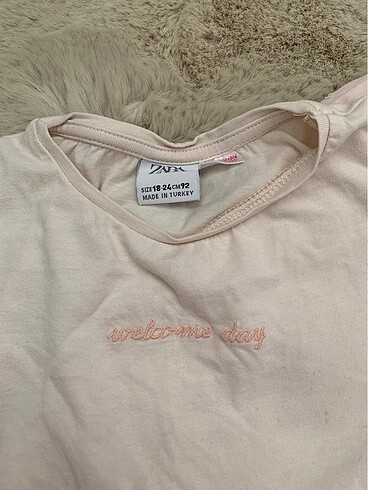 ZARA
SIZE 18-24 CM 92
MADE IN TURKEY
welcome day